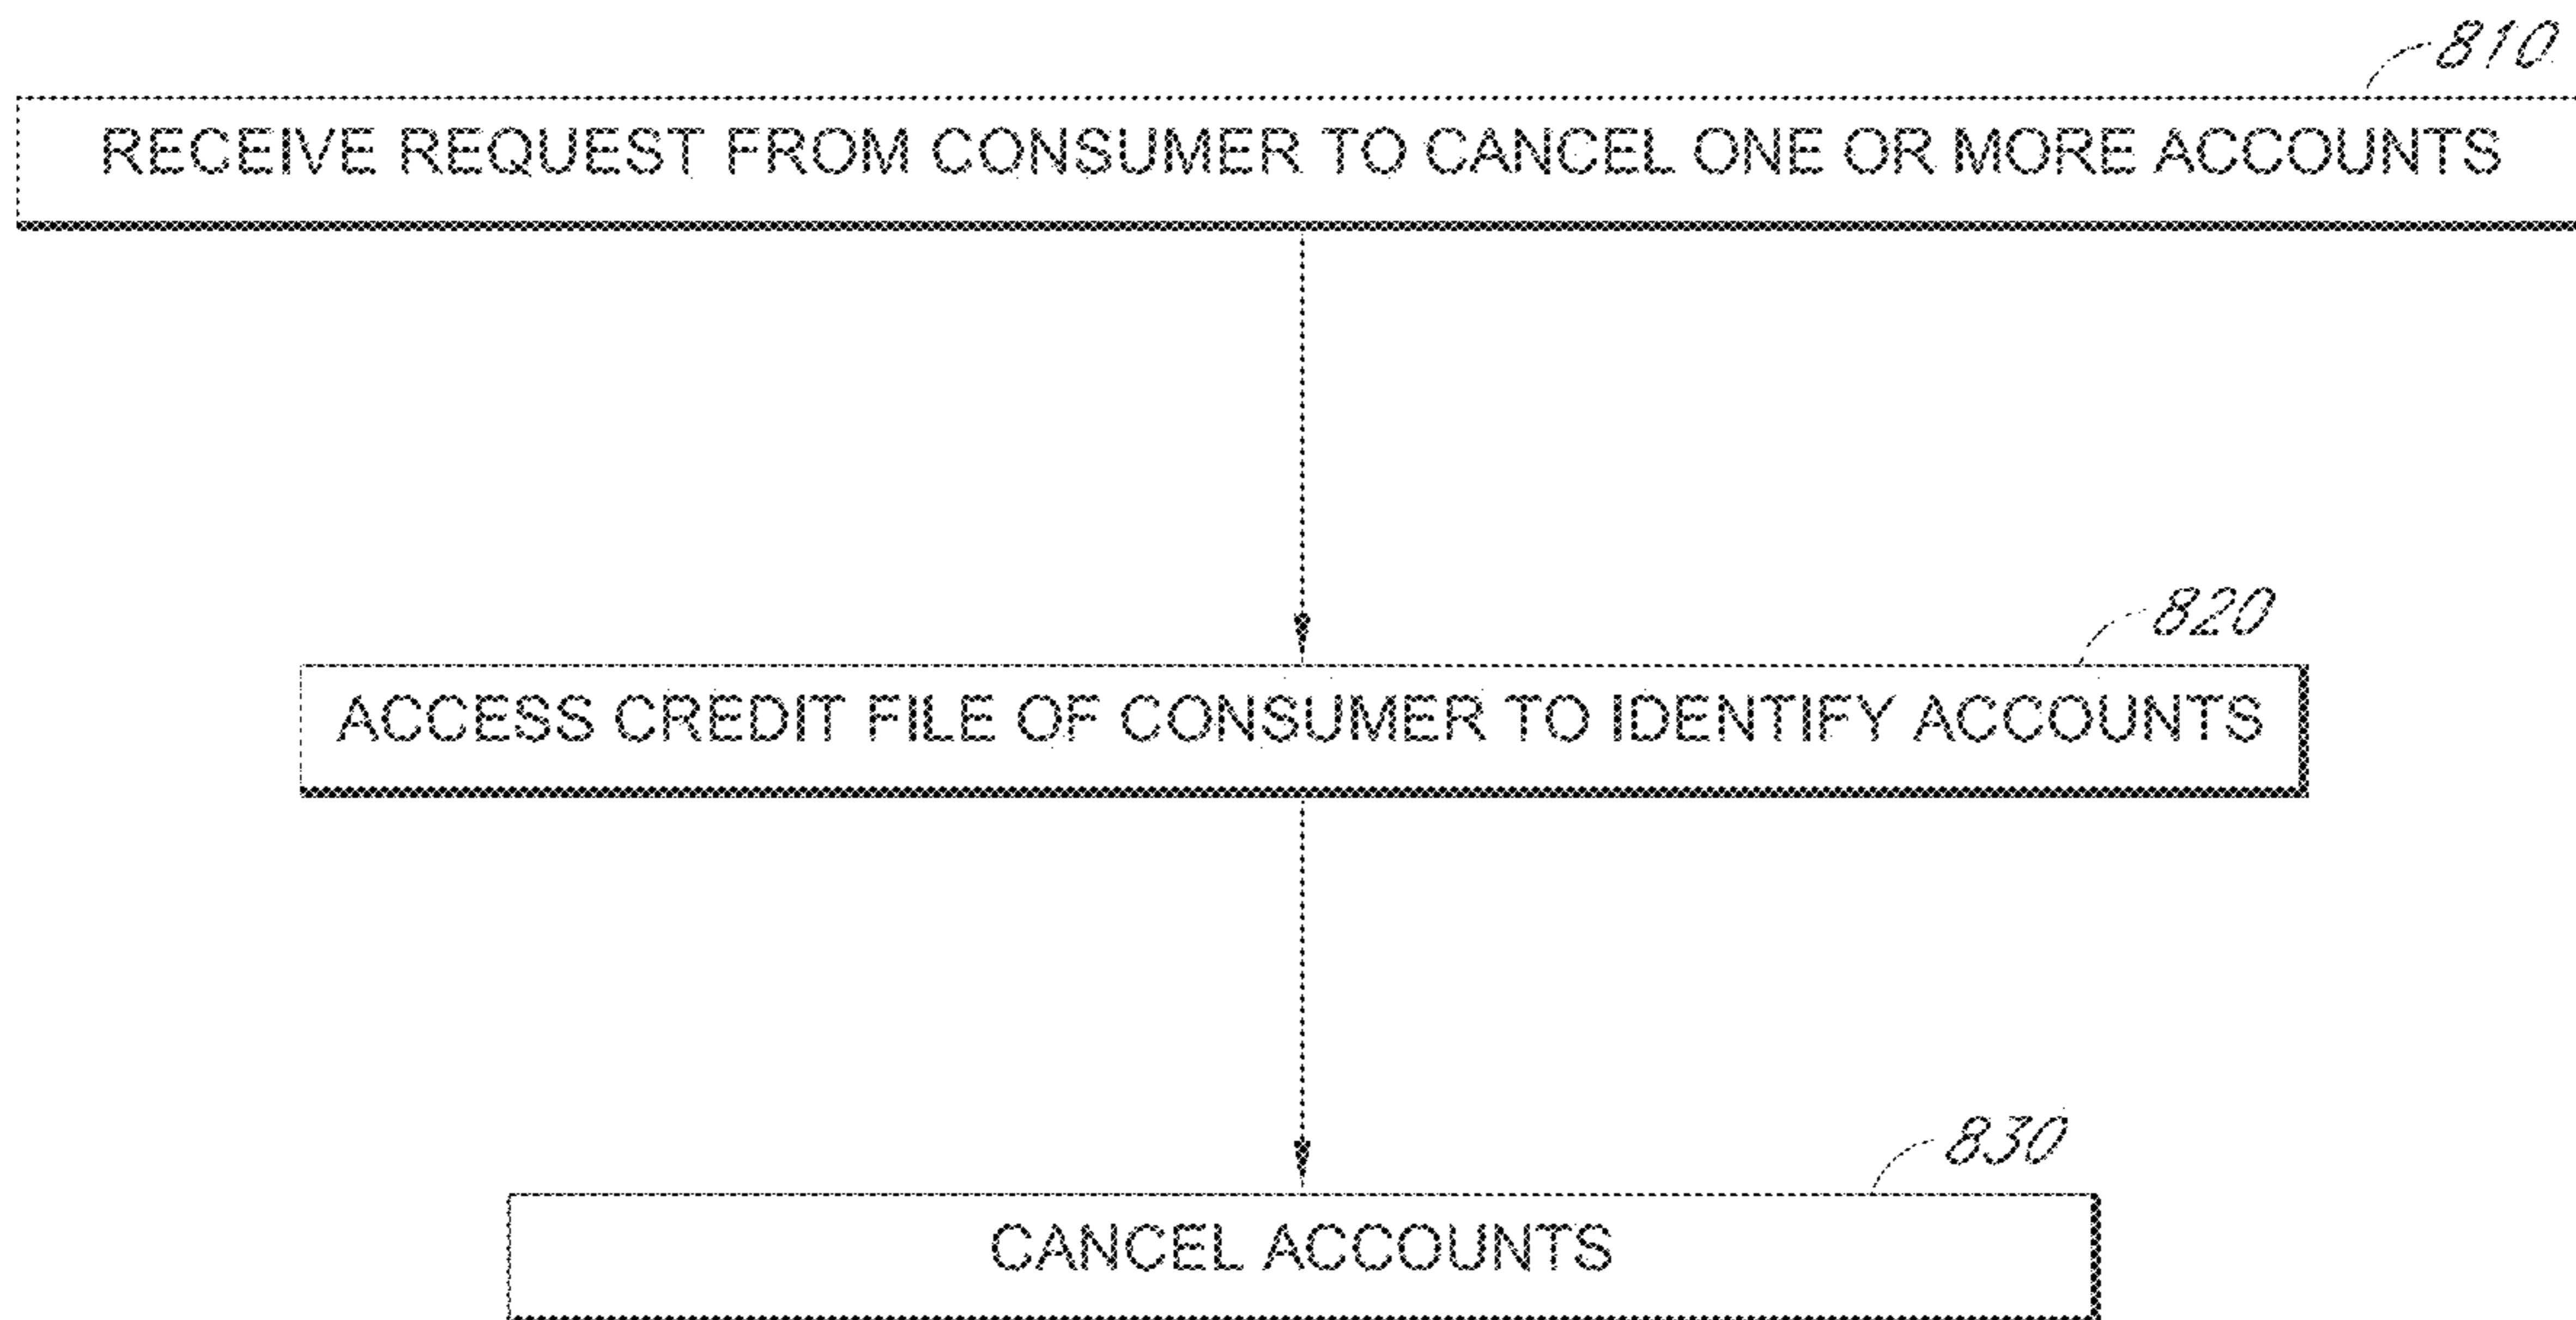 810
RECEIVE REQUEST FROM CONSUMER TO CANCEL ONE OR MORE ACCOUNTS
820
ACCESS CREDIT FILE OF CONSUMER TO IDENTIFY ACCOUNTS
830
CANCEL ACCOUNTS